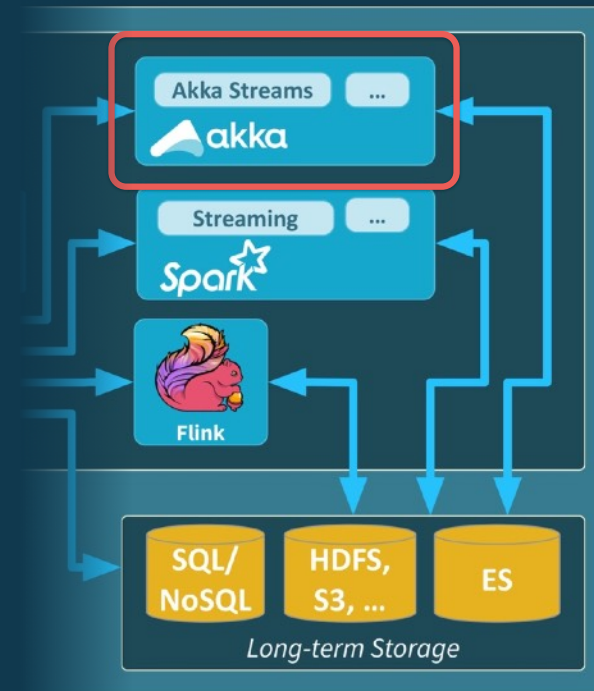 Akka Streams
...
akka
Streaming
...
Spark
Flink
SQL/
NoSQL
HDFS,
S3, ...
ES
Long-term Storage